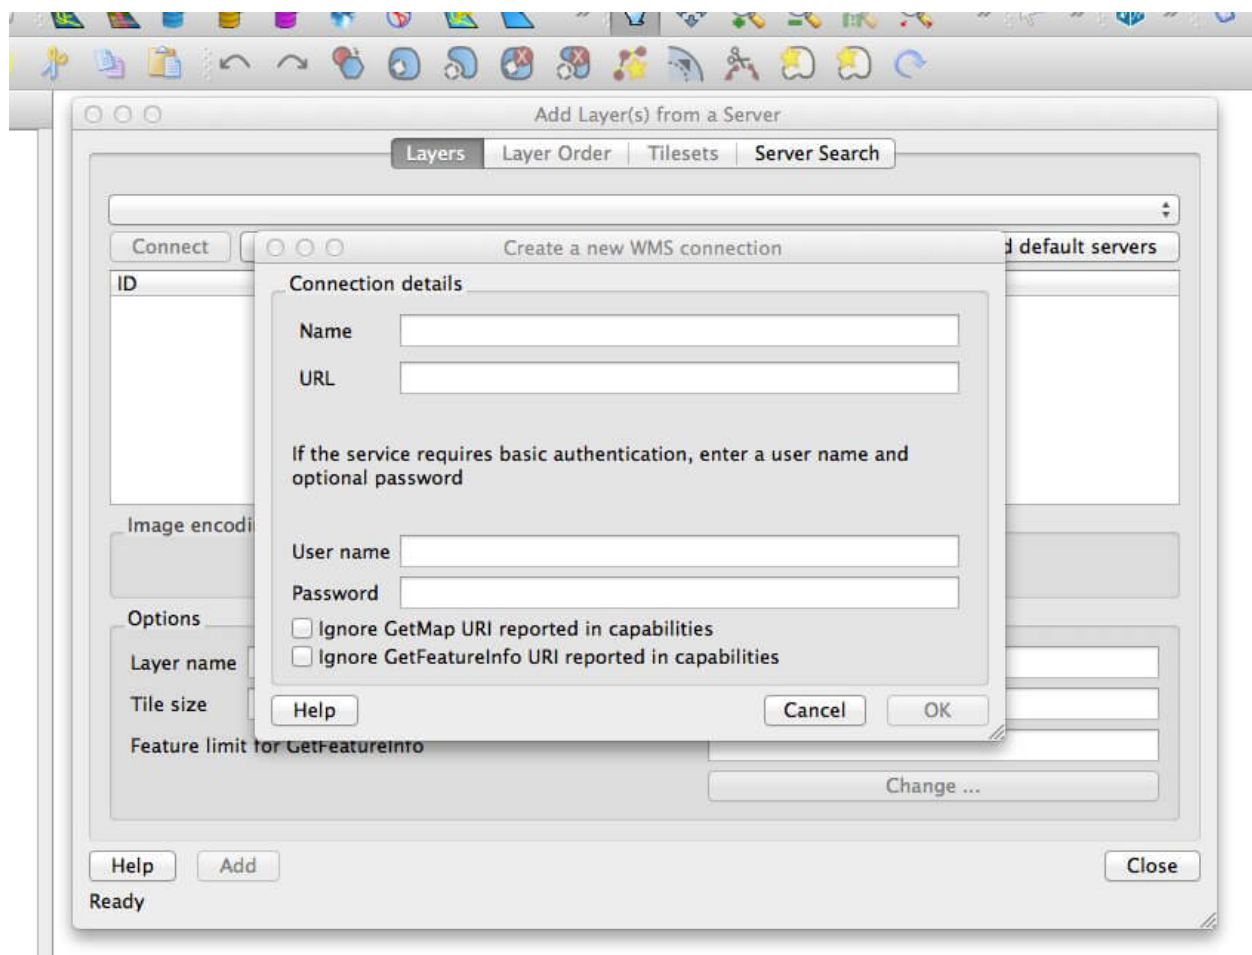 Add Layer(s) from a Server
Layers Layer Order Tilesets Server Search
Connect default servers
Create a new WMS connection
ID
Connection details
Name
URL
If the service requires basic authentication, enter a user name and
optional password
Image
User name
Password
Ignore GetMap URI reported in capabilities
Ignore GetFeatureInfo URI reported in capabilities
Options
Layer name
Tile size
Help Cancel OK
Feature limit for GetFeatureInfo
Change ...
Help Add Close
Ready